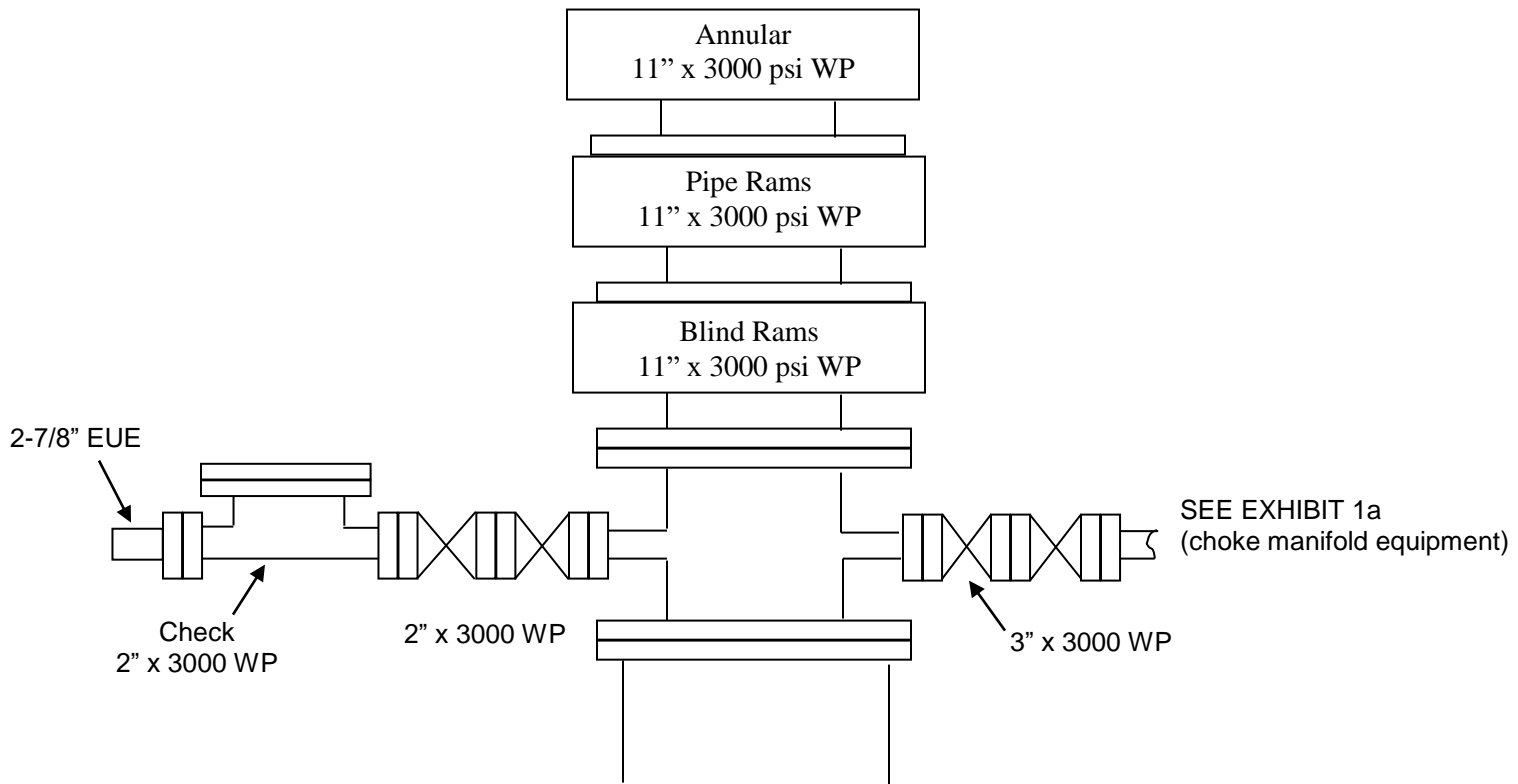 Annular
11” x 3000 psi WP
Pipe Rams
11” x 3000 psi WP
Blind Rams
11” x 3000 psi WP
2-7/8” EUE
SEE EXHIBIT 1a
(choke manifold equipment)
Check
2” x 3000 WP
2” x 3000 WP
3” x 3000 WP